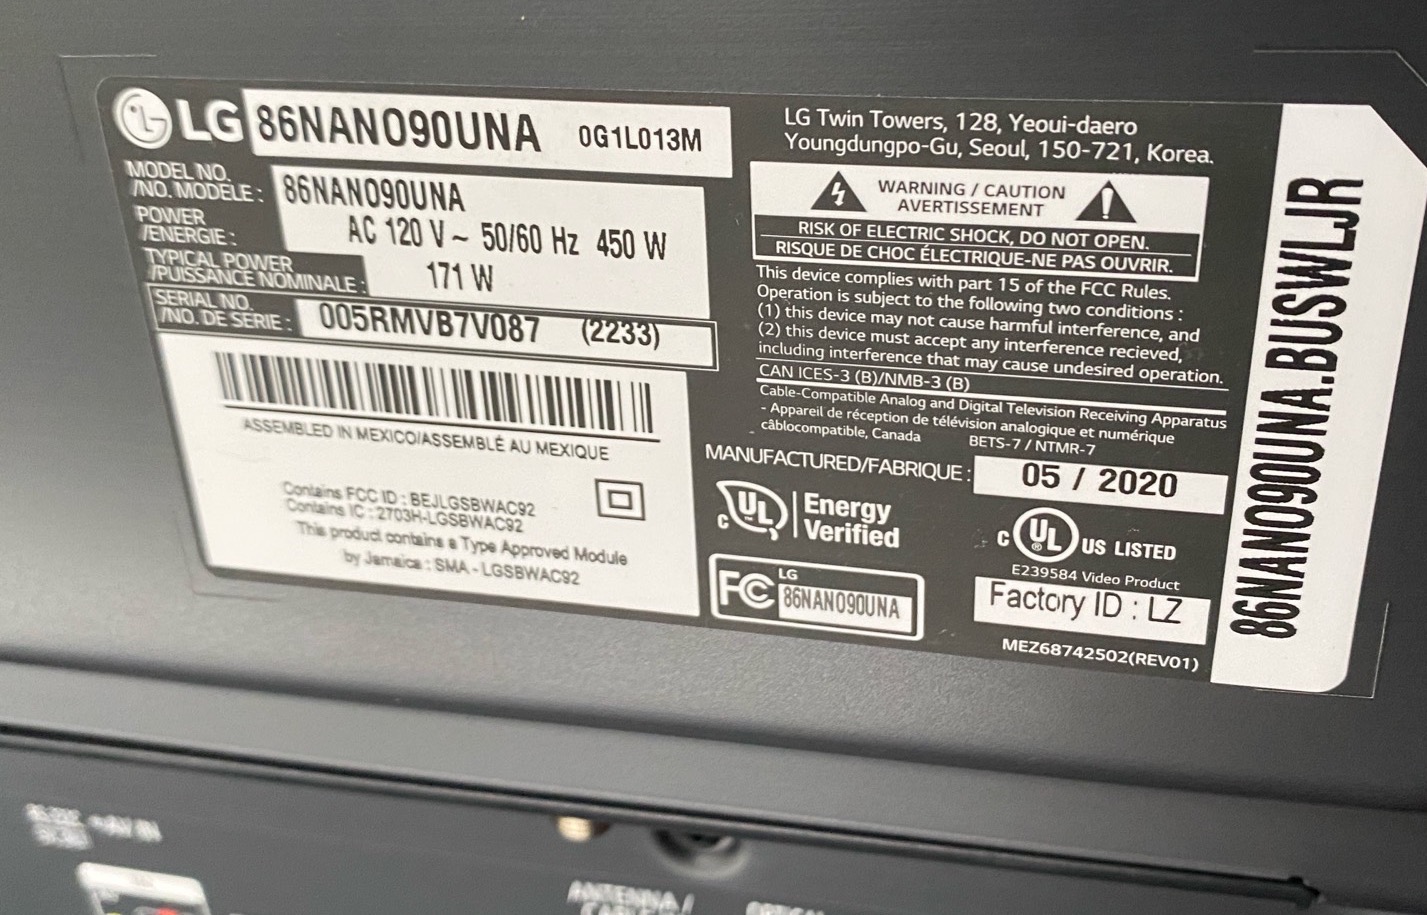 LG 86NANO90UNA 0G1L013M
MODEL NO.
/NO. MODÈLE : 86NANO90UNA
POWER
/ÉNERGIE : AC 120 V ~ 50/60 Hz 450 W
TYPICAL POWER
/PUISSANCE NOMINALE : 171 W
SERIAL NO.
/NO. DE SÉRIE : 005RMVB7V087 (2233)
ASSEMBLED IN MEXICO/ASSEMBLÉ AU MEXIQUE
Contains FCC ID : BEJLGSBWAC92
Contains IC : 2703H-LGSBWAC92
This product contains a Type Approved Module
by Jamaica : SMA - LGSBWAC92
LG Twin Towers, 128, Yeoui-daero
Youngdungpo-Gu, Seoul, 150-721, Korea.
WARNING / CAUTION
AVERTISSEMENT
RISK OF ELECTRIC SHOCK, DO NOT OPEN.
RISQUE DE CHOC ÉLECTRIQUE-NE PAS OUVRIR.
This device complies with part 15 of the FCC Rules.
Operation is subject to the following two conditions :
(1) this device may not cause harmful interference, and
(2) this device must accept any interference recieved,
including interference that may cause undesired operation.
CAN ICES-3 (B)/NMB-3 (B)
Cable-Compatible Analog and Digital Television Receiving Apparatus
- Appareil de réception de télévision analogique et numérique
câblocompatible, Canada BETS-7 / NTMR-7
MANUFACTURED/FABRIQUE : 05 / 2020
C UL Energy
Verified
C UL US LISTED
E239584 Video Product
FC LG
86NANO90UNA
Factory ID : LZ
MEZ68742502(REV01)
86NANO90UNA.BUSWLJR
AV IN
ANTENNA /